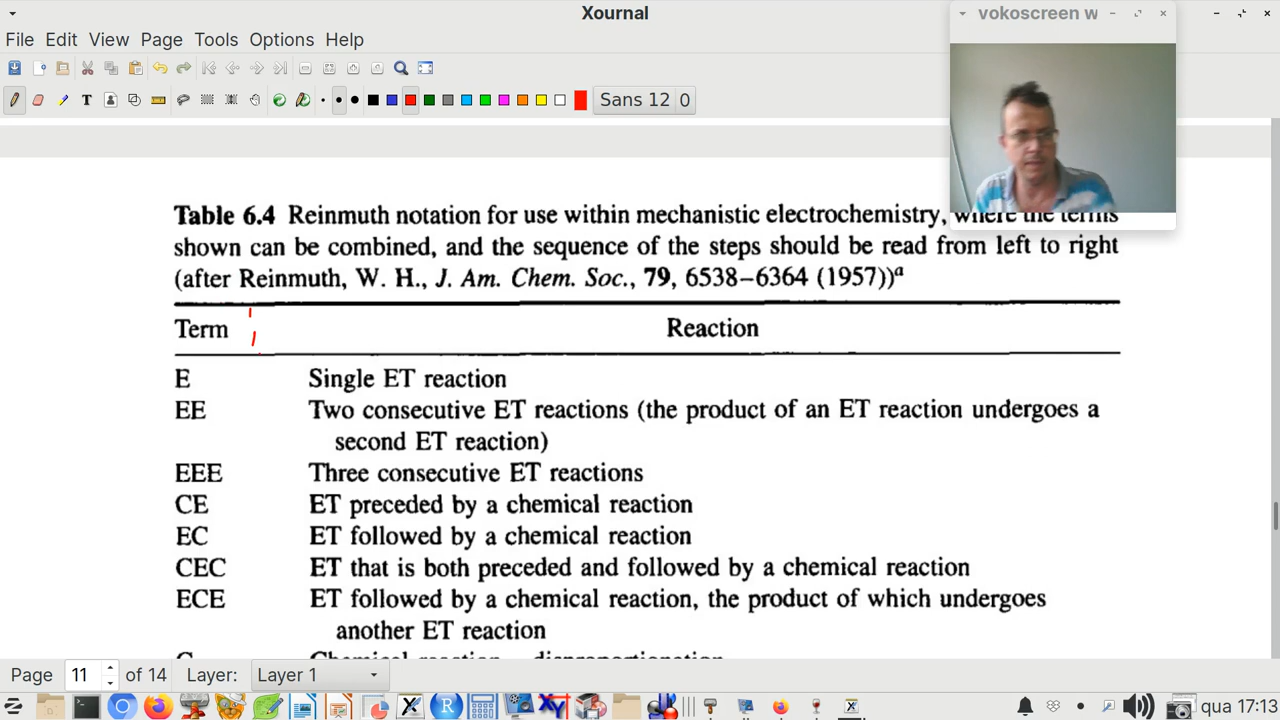 Xournal
vokoscreen w
File Edit View Page Tools Options Help
T
Sans 12 0
Table 6.4 Reinmuth notation for use within mechanistic electrochemistry, where the terms
shown can be combined, and the sequence of the steps should be read from left to right
(after Reinmuth, W. H., J. Am. Chem. Soc., 79, 6538–6364 (1957))a
Term Reaction
E Single ET reaction
EE Two consecutive ET reactions (the product of an ET reaction undergoes a
second ET reaction)
EEE Three consecutive ET reactions
CE ET preceded by a chemical reaction
EC ET followed by a chemical reaction
CEC ET that is both preceded and followed by a chemical reaction
ECE ET followed by a chemical reaction, the product of which undergoes
another ET reaction
Chemical reaction disproportionation
Page 11 of 14 Layer: Layer 1
qua 17:13